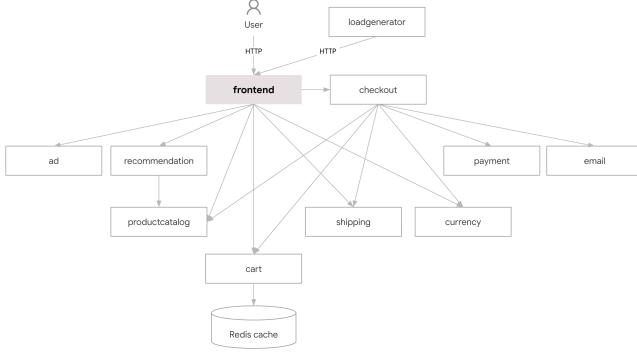 User
loadgenerator
HTTP
HTTP
frontend
checkout
ad
recommendation
payment
email
productcatalog
shipping
currency
cart
Redis cache